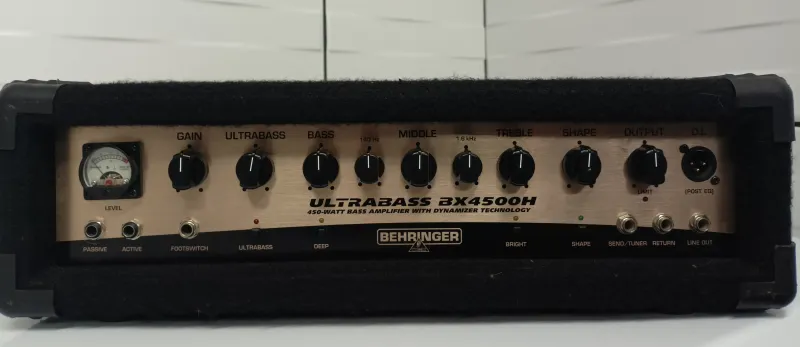 GAIN ULTRABASS BASS MIDDLE TREBLE SHAPE OUTPUT D.I.
LEVEL
(POST EQ)
ULTRABASS BX4500H
450-WATT BASS AMPLIFIER WITH DYNAMIZER TECHNOLOGY
BEHRINGER
PASSIVE ACTIVE FOOTSWITCH ULTRABASS DEEP BRIGHT SHAPE SEND/TUNER RETURN LINE OUT